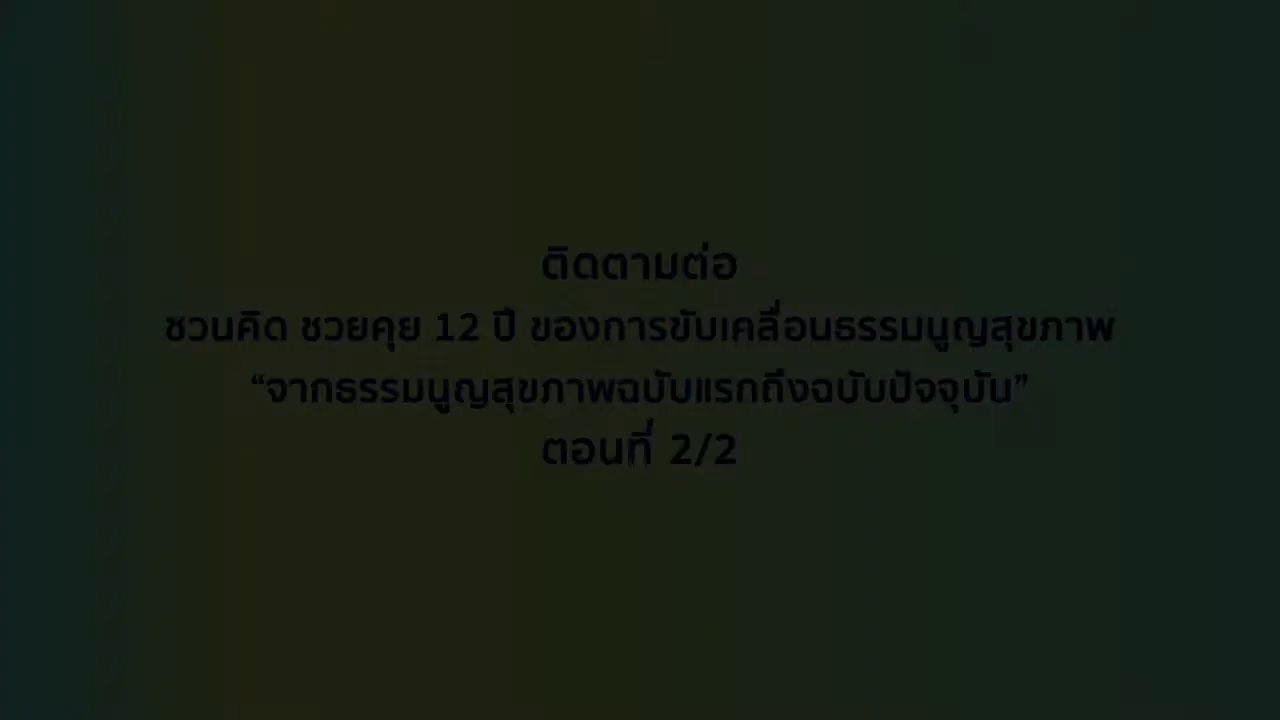 ติดตามต่อ
ชวนคิด ชวยคุย 12 ปี ของการขับเคลื่อนธรรมนูญสุขภาพ
“จากธรรมนูญสุขภาพฉบับแรกถึงฉบับปัจจุบัน”
ตอนที่ 2/2